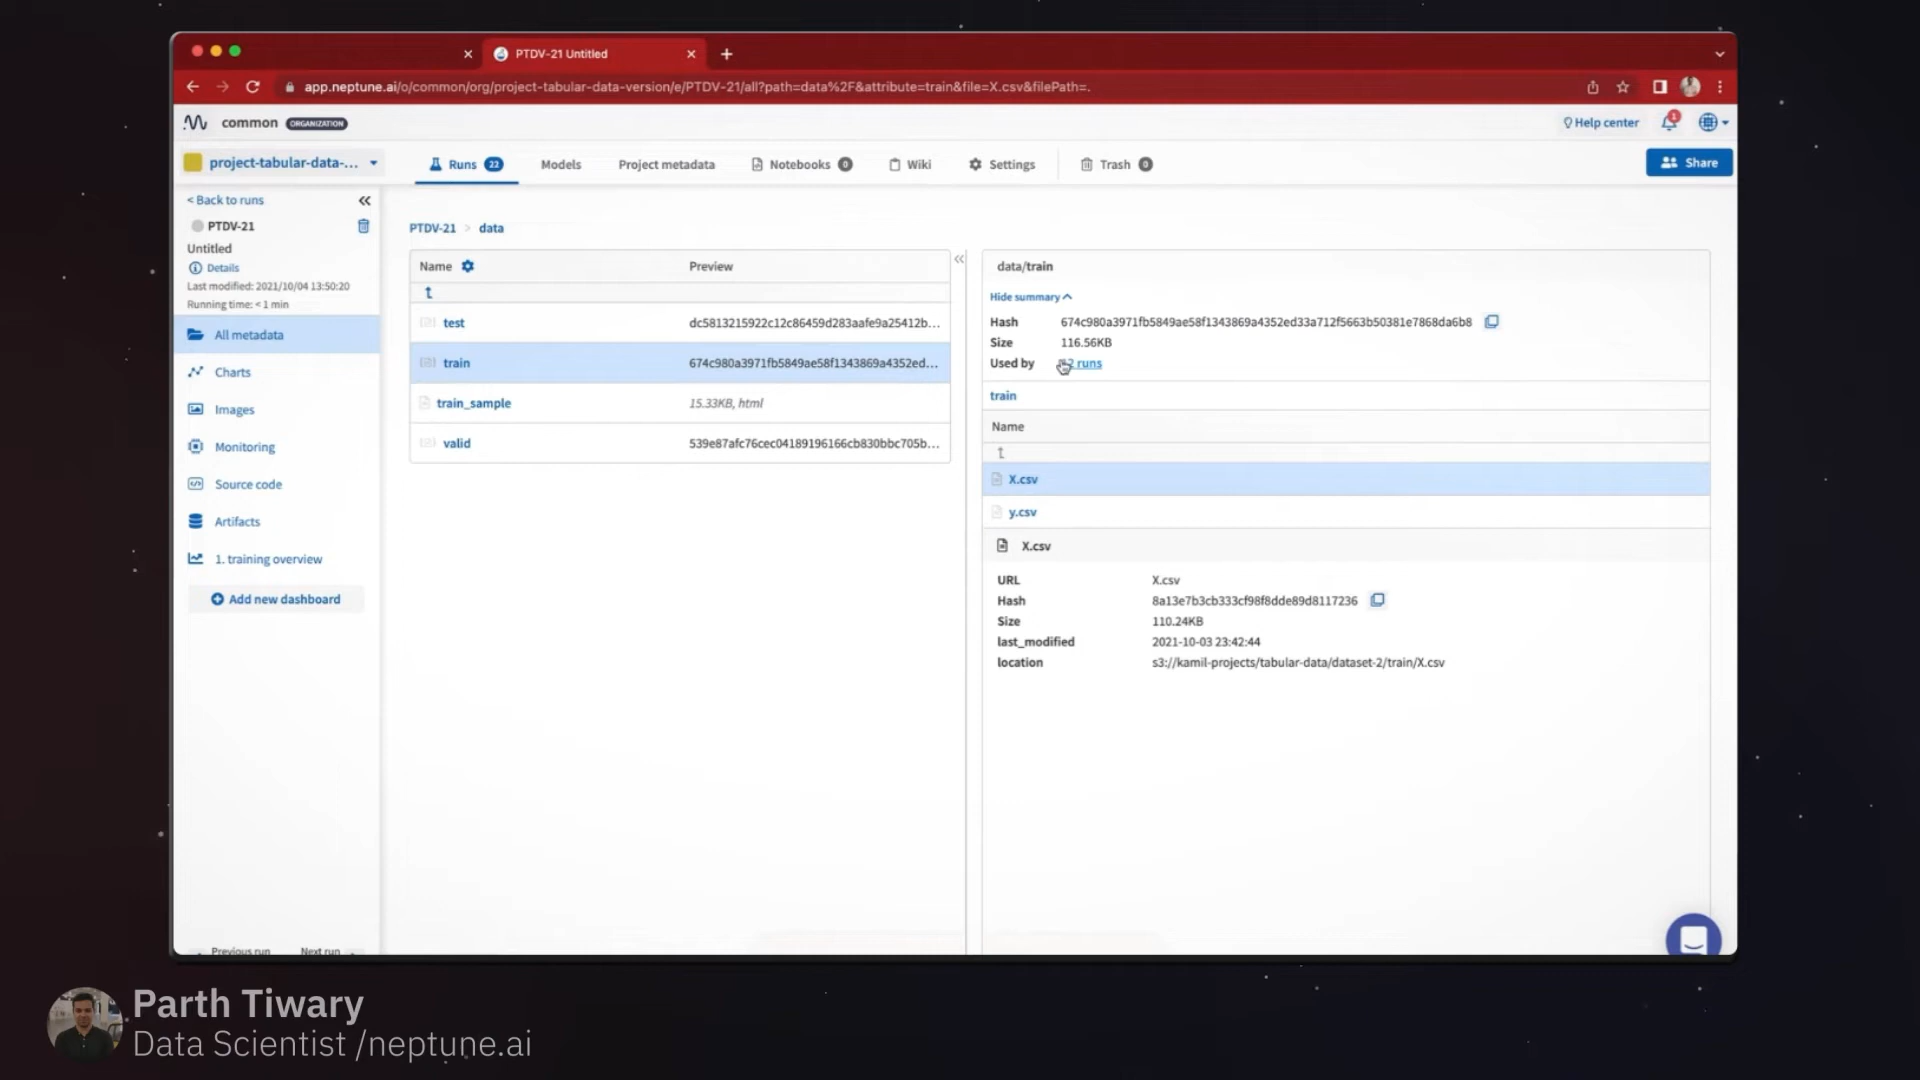 PTDV-21 Untitled
app.neptune.ai/o/common/org/project-tabular-data-version/e/PTDV-21/all?path=data%2F&attribute=train&file=X.csv&filePath=.
common ORGANIZATION
Help center
1
project-tabular-data-...
Runs 22
Models
Project metadata
Notebooks 0
Wiki
Settings
Trash 0
Share
< Back to runs
PTDV-21
Untitled
Details
Last modified: 2021/10/04 13:50:20
Running time: < 1 min
All metadata
Charts
Images
Monitoring
Source code
Artifacts
1. training overview
Add new dashboard
Previous run Next run
PTDV-21 > data
Name Preview
test dc5813215922c12c86459d283aafe9a25412b...
train 674c980a3971fb5849ae58f1343869a4352ed...
train_sample 15.33KB, html
valid 539e87afc76cec04189196166cb830bbc705b...
data/train
Hide summary
Hash 674c980a3971fb5849ae58f1343869a4352ed33a712f5663b50381e7868da6b8
Size 116.56KB
Used by runs
train
Name
X.csv
y.csv
X.csv
URL X.csv
Hash 8a13e7b3cb333cf98f8dde89d8117236
Size 110.24KB
last_modified 2021-10-03 23:42:44
location s3://kamil-projects/tabular-data/dataset-2/train/X.csv
Parth Tiwary
Data Scientist /neptune.ai